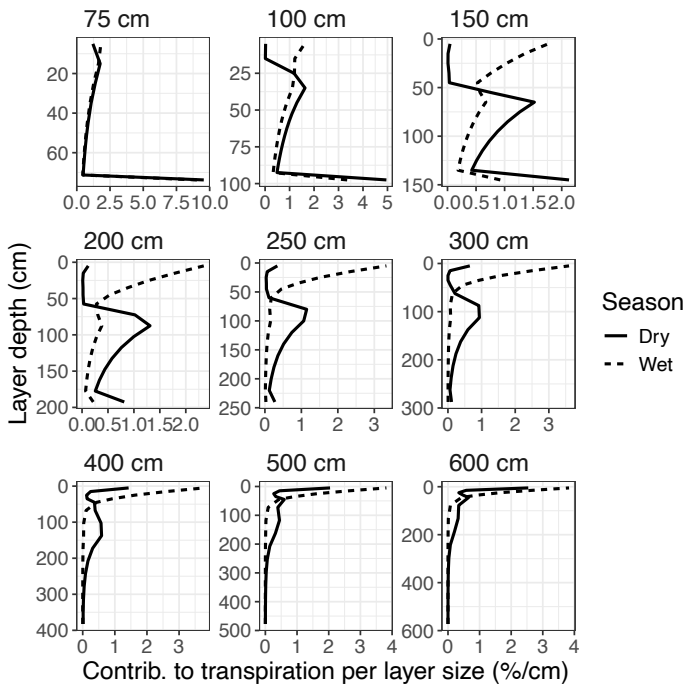 75 cm
100 cm
150 cm
20
40
60
0.0 2.5 5.0 7.5 10.0
25
50
75
100
0 1 2 3 4 5
0
50
100
150
0.00.51.01.52.0
200 cm
250 cm
300 cm
0
50
100
150
200
0.00.51.01.52.0
0
50
100
150
200
250
0 1 2 3
0
100
200
300
0 1 2 3
400 cm
500 cm
600 cm
0
100
200
300
400
0 1 2 3
0
100
200
300
400
500
0 1 2 3
0
200
400
600
0 1 2 3 4
Layer depth (cm)
Contrib. to transpiration per layer size (%/cm)
Season
Dry
Wet